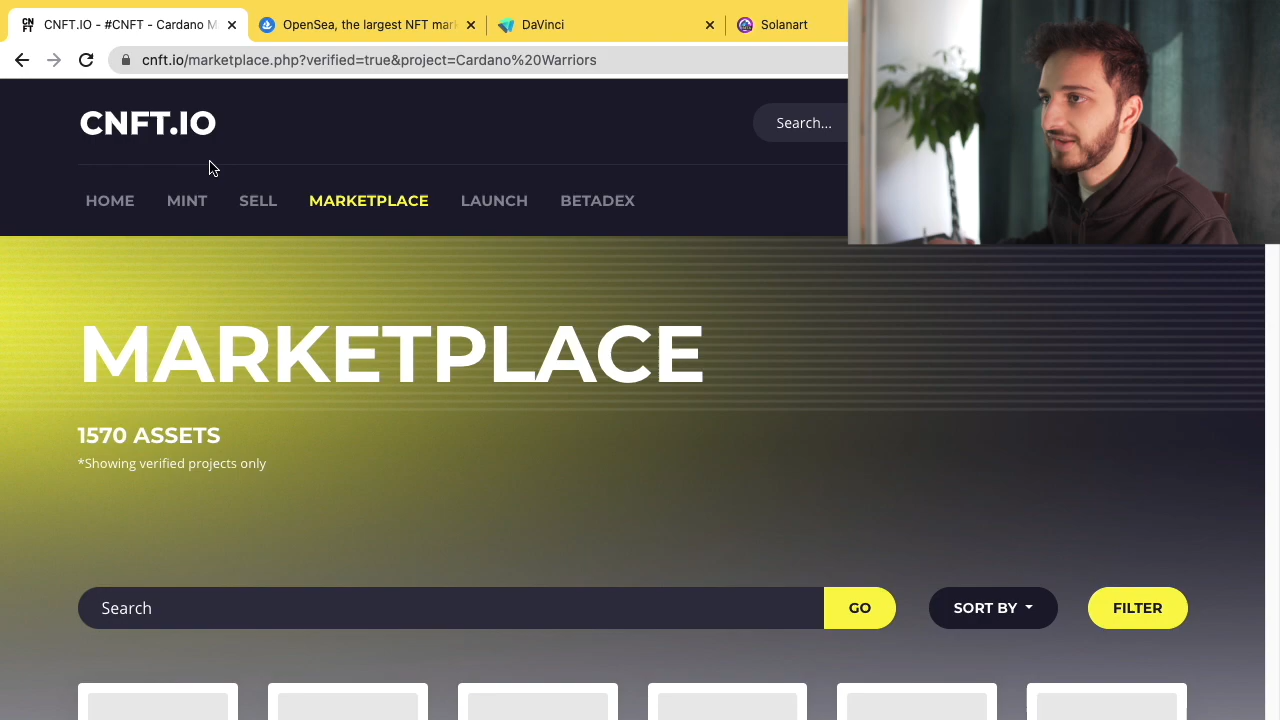 CNFT.IO - #CNFT - Cardano M
OpenSea, the largest NFT mar
DaVinci
Solanart
cnft.io/marketplace.php?verified=true&project=Cardano%20Warriors
CNFT.IO
Search...
HOME
MINT
SELL
MARKETPLACE
LAUNCH
BETADEX
MARKETPLACE
1570 ASSETS
*Showing verified projects only
Search
GO
SORT BY
FILTER